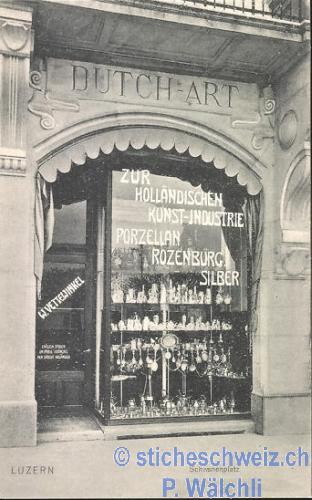 DUTCH-ART
ZUR
HOLLÄNDISCHEN
KUNST-INDUSTRIE
PORZELLAN
ROZENBURG
SILBER
LUZERN
Schwanenplatz
© sticheschweiz.ch
P. Wälchli